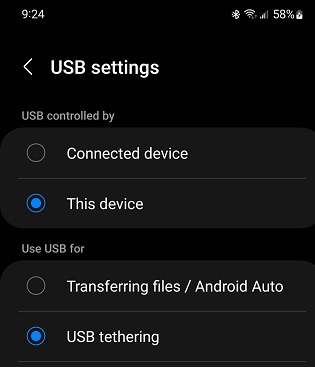 9:24 58%
USB settings
USB controlled by
Connected device
This device
Use USB for
Transferring files / Android Auto
USB tethering